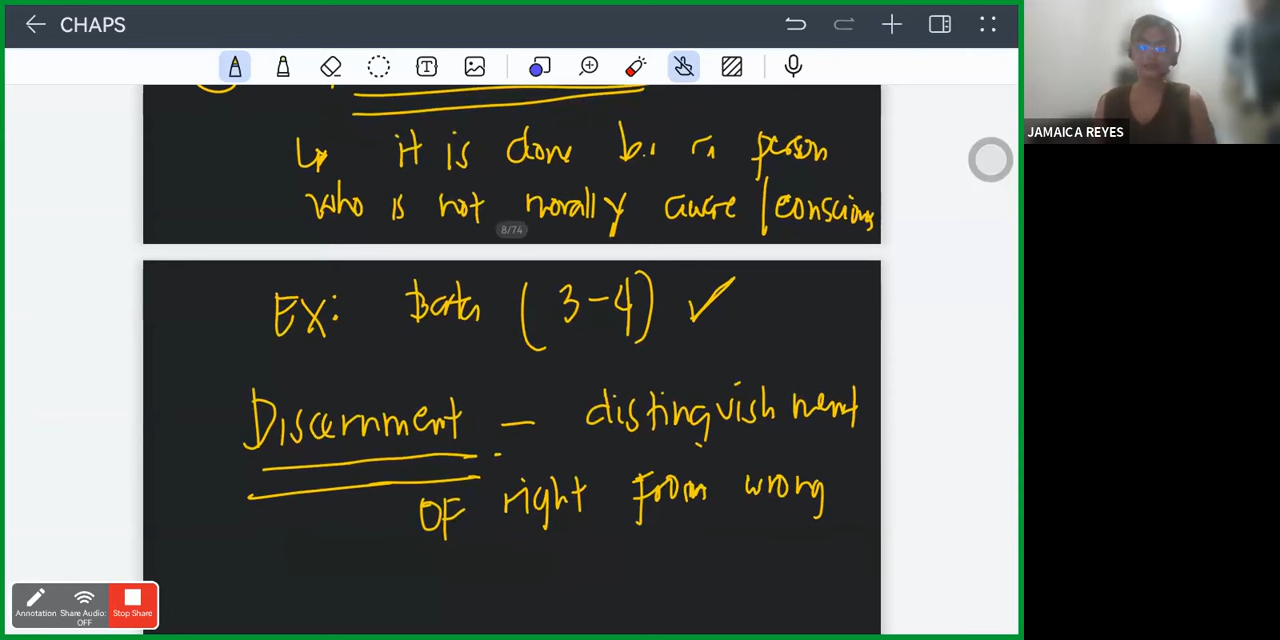 CHAPS
JAMAICA REYES
↳ it is done by a person
who is not morally aware / conscious
8/74
EX: Bata (3-4) ✓
Discernment - distinguishment
OF right From wrong
Annotation
Share Audio: OFF
Stop Share